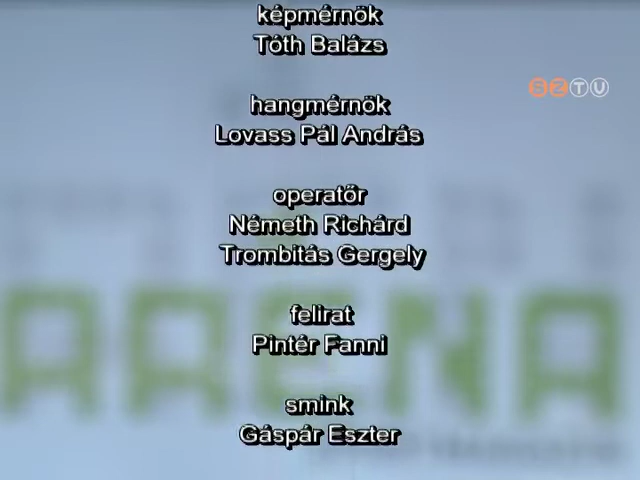 képmérnök
Tóth Balázs
SZTV
hangmérnök
Lovass Pál András
operatőr
Németh Richárd
Trombitás Gergely
felirat
ARENA
Pintér Fanni
smink
Gáspár Eszter